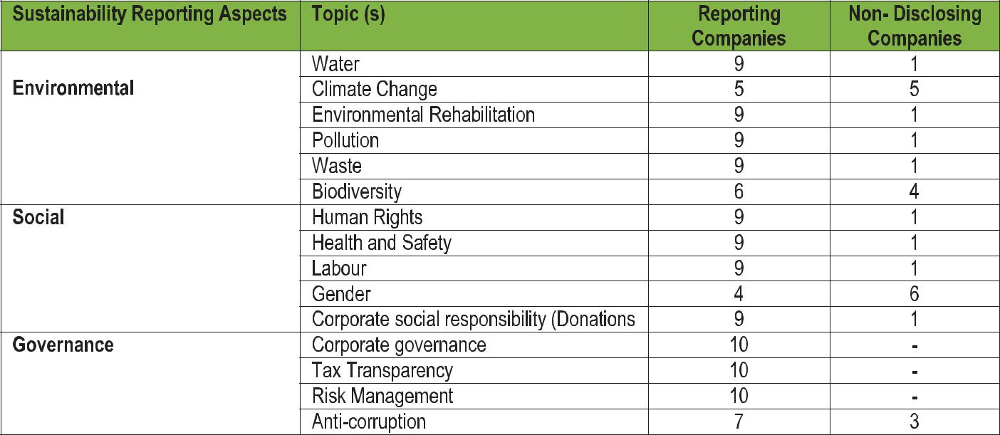 Sustainability Reporting Aspects Topic (s) Reporting Companies Non- Disclosing Companies
Water 9 1
Environmental Climate Change 5 5
Environmental Rehabilitation 9 1
Pollution 9 1
Waste 9 1
Biodiversity 6 4
Social Human Rights 9 1
Health and Safety 9 1
Labour 9 1
Gender 4 6
Corporate social responsibility (Donations 9 1
Governance Corporate governance 10 -
Tax Transparency 10 -
Risk Management 10 -
Anti-corruption 7 3